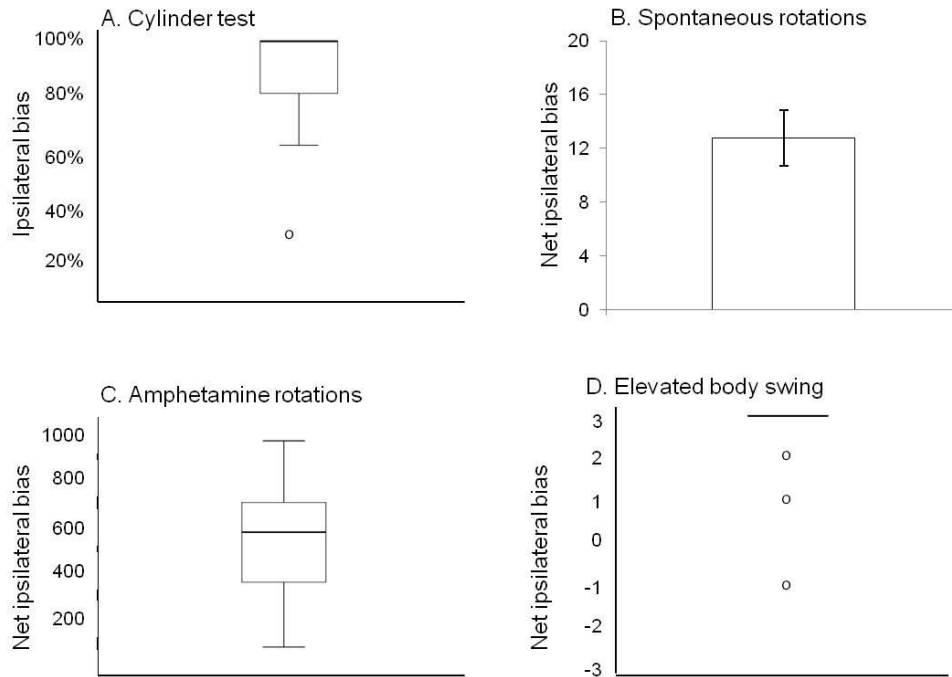 A. Cylinder test
100%
80%
60%
40%
20%
Ipsilateral bias
B. Spontaneous rotations
20
16
12
8
4
0
Net ipsilateral bias
C. Amphetamine rotations
1000
800
600
400
200
Net ipsilateral bias
D. Elevated body swing
3
2
1
0
-1
-2
-3
Net ipsilateral bias